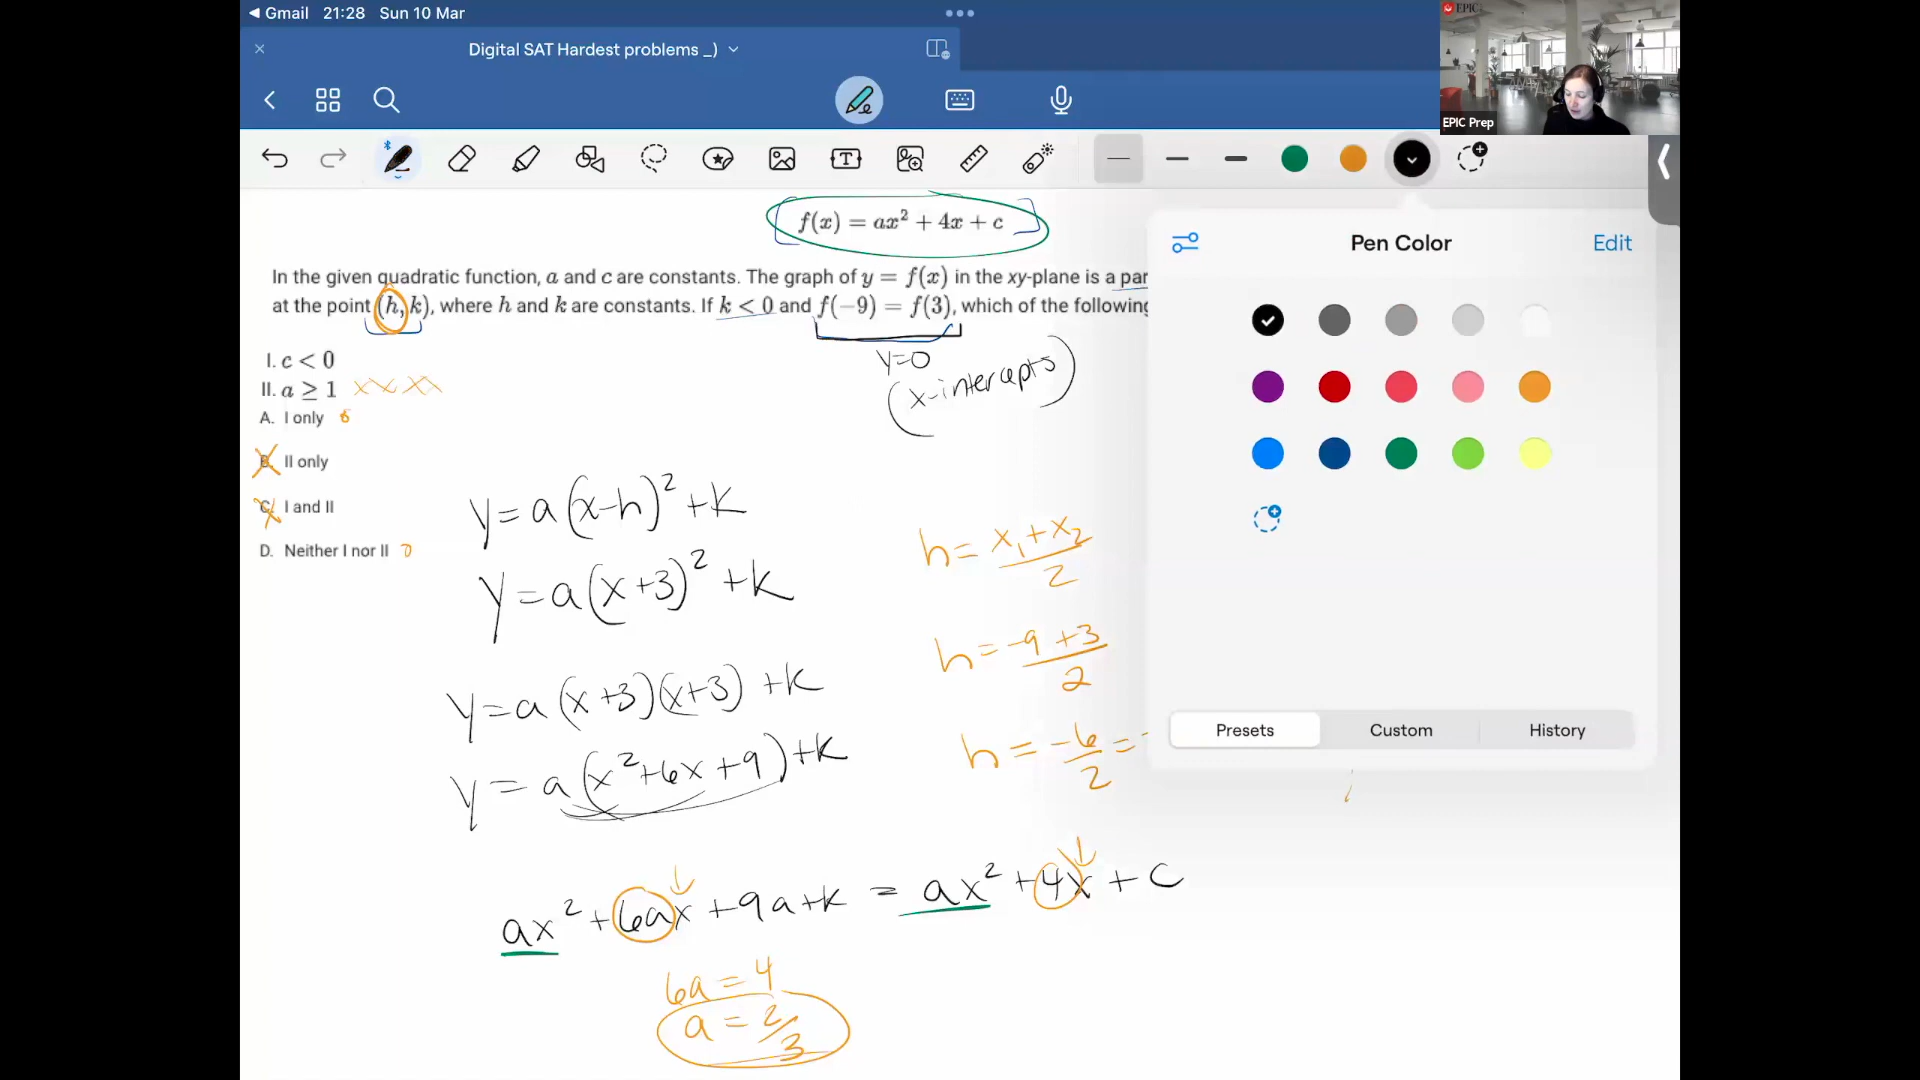 Gmail 21:28 Sun 10 Mar
Digital SAT Hardest problems _)
EPIC
EPIC Prep
f(x) = ax² + 4x + c
In the given quadratic function, a and c are constants. The graph of y = f(x) in the xy-plane is a par
at the point (h, k), where h and k are constants. If k < 0 and f(−9) = f(3), which of the following
I. c < 0
II. a ≥ 1
A. I only
B. II only
C. I and II
D. Neither I nor II
y=0
(x-intercepts)
y=a(x-h)²+k
y=a(x+3)²+k
y=a(x+3)(x+3)+k
y=a(x²+6x+9)+k
h=x₁+x₂/2
h=-9+3/2
h=-6/2=-
ax²+6ax+9a+k=ax²+4x+c
6a=4
a=2/3
Pen Color
Edit
Presets
Custom
History